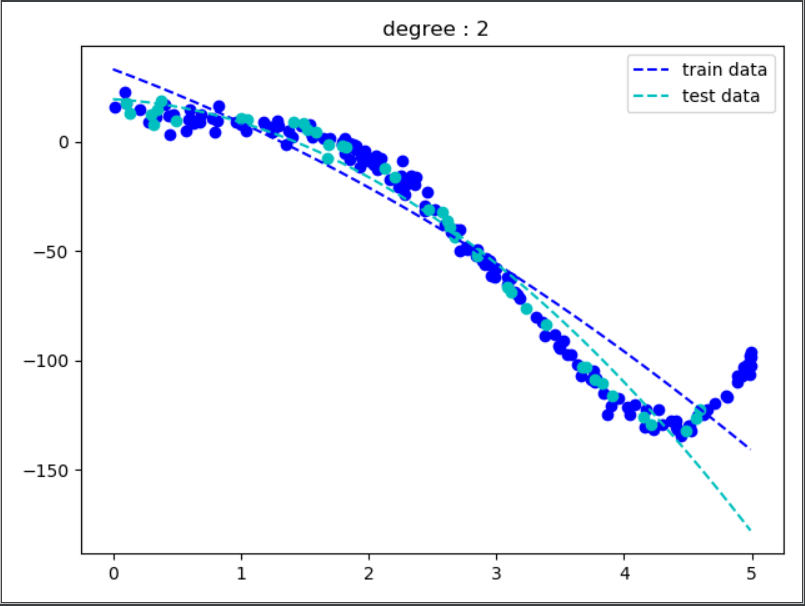 degree : 2
train data
test data
0
−50
−100
−150
0 1 2 3 4 5